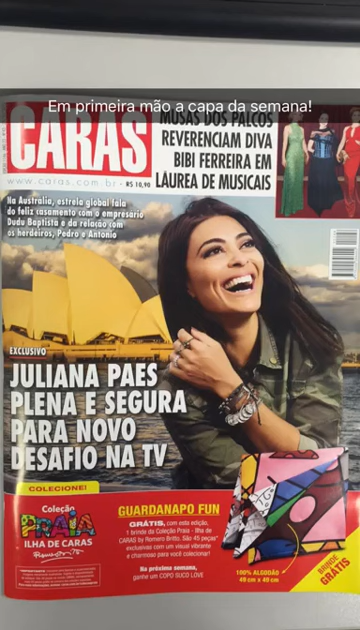 Em primeira mão a capa da semana!
CARAS
www.caras.com.br • R$ 10,90
MUSAS DOS PALCOS
REVERENCIAM DIVA
BIBI FERREIRA EM
LÁUREA DE MUSICAIS
Na Austrália, estrela global fala
do feliz casamento com o empresário
Dudu Baptista e da relação com
os herdeiros, Pedro e Antonio
EXCLUSIVO
JULIANA PAES
PLENA E SEGURA
PARA NOVO
DESAFIO NA TV
COLECIONE!
Coleção
PRAIA
ILHA DE CARAS
GUARDANAPO FUN
GRÁTIS, com esta edição,
1 brinde da Coleção Praia - Ilha de
CARAS by Romero Britto. São 45 peças*
exclusivas com um visual vibrante
e charmoso para você colecionar!
Na próxima semana,
ganhe um COPO SUCO LOVE
100% ALGODÃO
49 cm x 49 cm
BRINDE
GRÁTIS